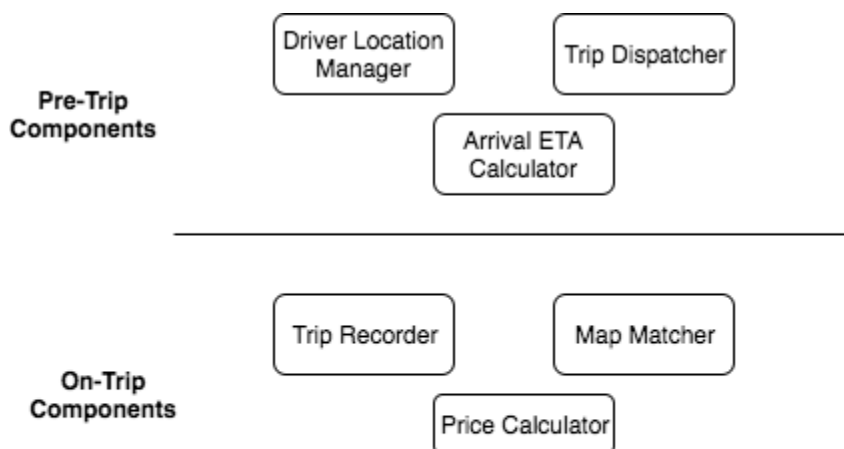 Driver Location
Manager
Trip Dispatcher
Pre-Trip
Components
Arrival ETA
Calculator
Trip Recorder
Map Matcher
On-Trip
Components
Price Calculator